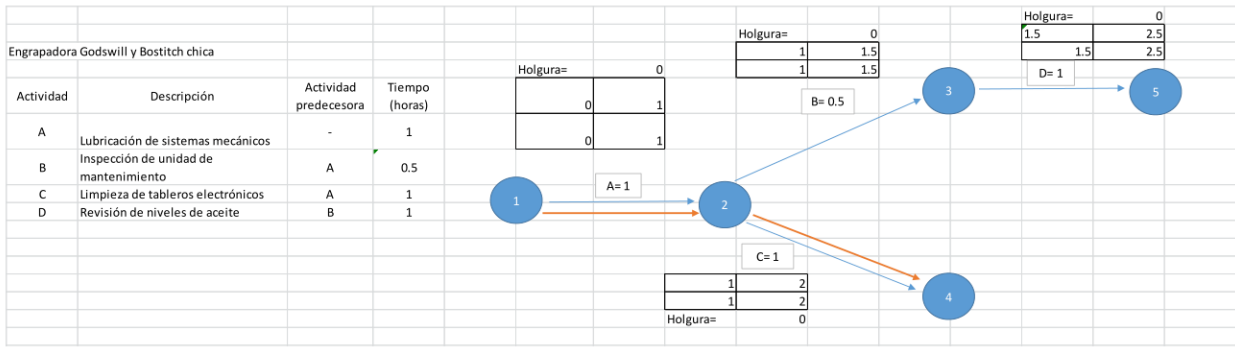 Engrapadora Godswill y Bostitch chica
Actividad Descripción Actividad predecesora Tiempo (horas)
A Lubricación de sistemas mecánicos - 1
B Inspección de unidad de mantenimiento A 0.5
C Limpieza de tableros electrónicos A 1
D Revisión de niveles de aceite B 1
Holgura= 0
0 1
0 1
A= 1
1
2
Holgura= 0
1 1.5
1 1.5
B= 0.5
3
Holgura= 0
1.5 2.5
1.5 2.5
D= 1
5
C= 1
1 2
1 2
Holgura= 0
4